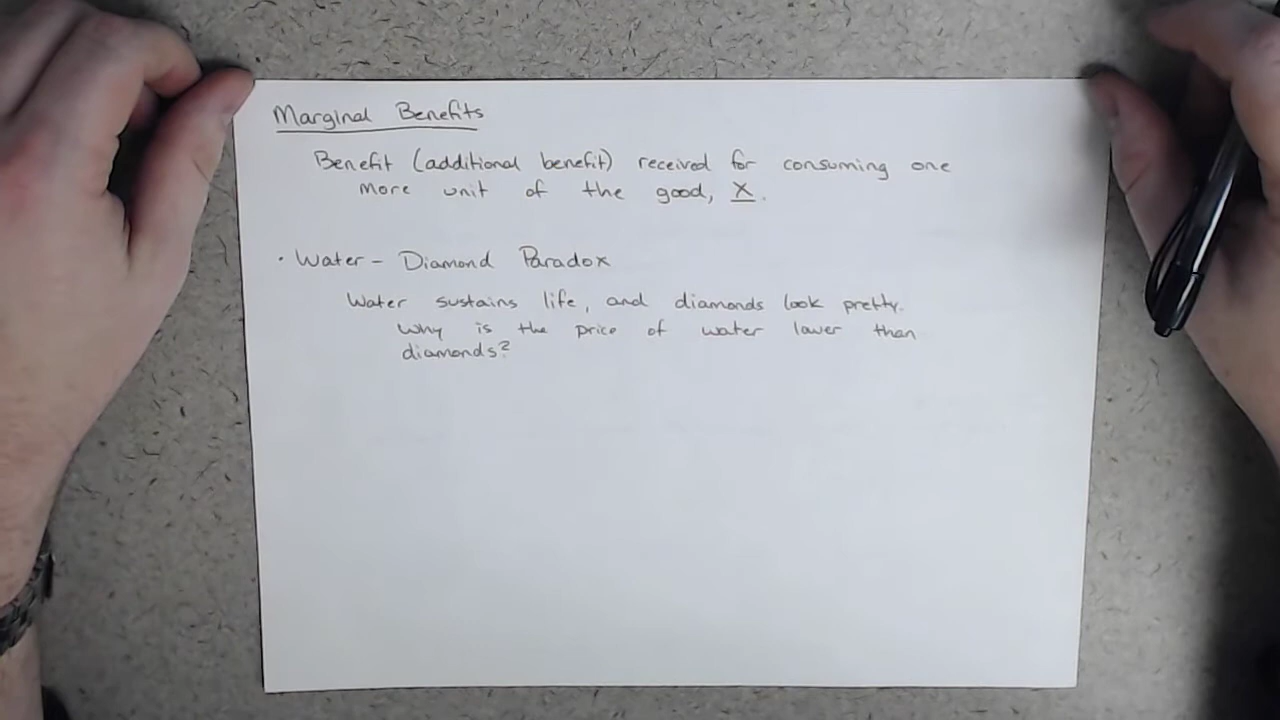 Marginal Benefits
Benefit (additional benefit) received for consuming one
more unit of the good, X.
• Water - Diamond Paradox
Water sustains life, and diamonds look pretty.
Why is the price of water lower than
diamonds?